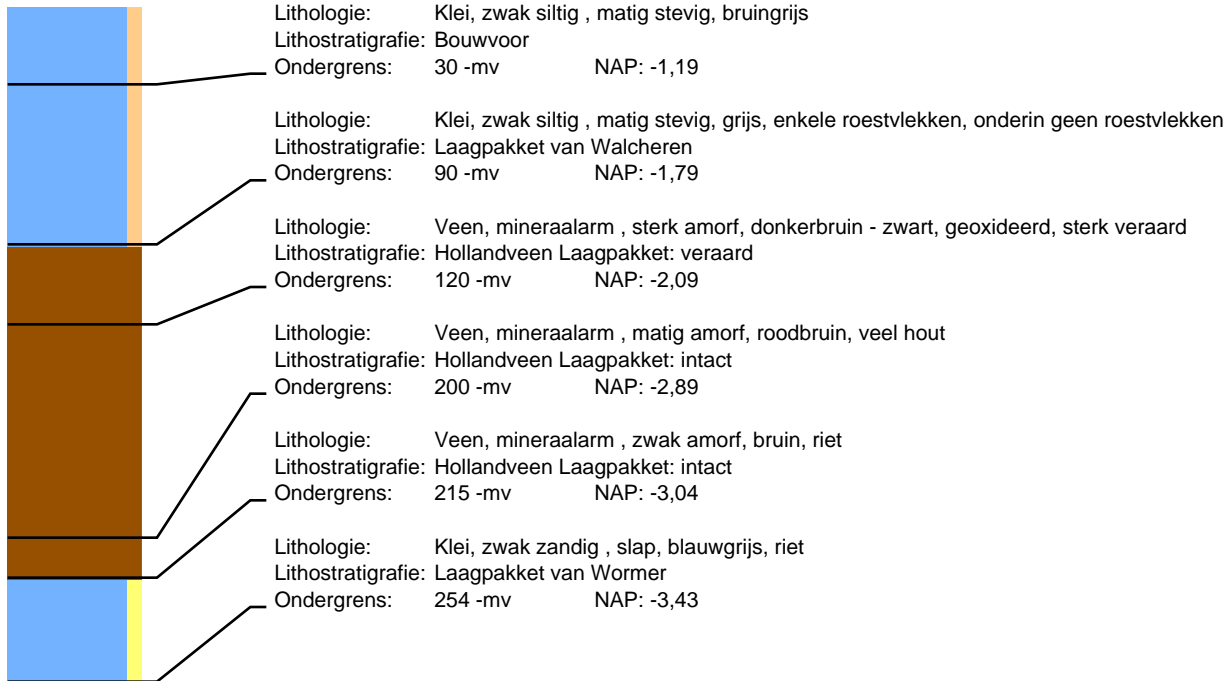 Lithologie: Klei, zwak siltig , matig stevig, bruingrijs
Lithostratigrafie: Bouwvoor
Ondergrens: 30 -mv NAP: -1,19
Lithologie: Klei, zwak siltig , matig stevig, grijs, enkele roestvlekken, onderin geen roestvlekken
Lithostratigrafie: Laagpakket van Walcheren
Ondergrens: 90 -mv NAP: -1,79
Lithologie: Veen, mineraalarm , sterk amorf, donkerbruin - zwart, geoxideerd, sterk veraard
Lithostratigrafie: Hollandveen Laagpakket: veraard
Ondergrens: 120 -mv NAP: -2,09
Lithologie: Veen, mineraalarm , matig amorf, roodbruin, veel hout
Lithostratigrafie: Hollandveen Laagpakket: intact
Ondergrens: 200 -mv NAP: -2,89
Lithologie: Veen, mineraalarm , zwak amorf, bruin, riet
Lithostratigrafie: Hollandveen Laagpakket: intact
Ondergrens: 215 -mv NAP: -3,04
Lithologie: Klei, zwak zandig , slap, blauwgrijs, riet
Lithostratigrafie: Laagpakket van Wormer
Ondergrens: 254 -mv NAP: -3,43